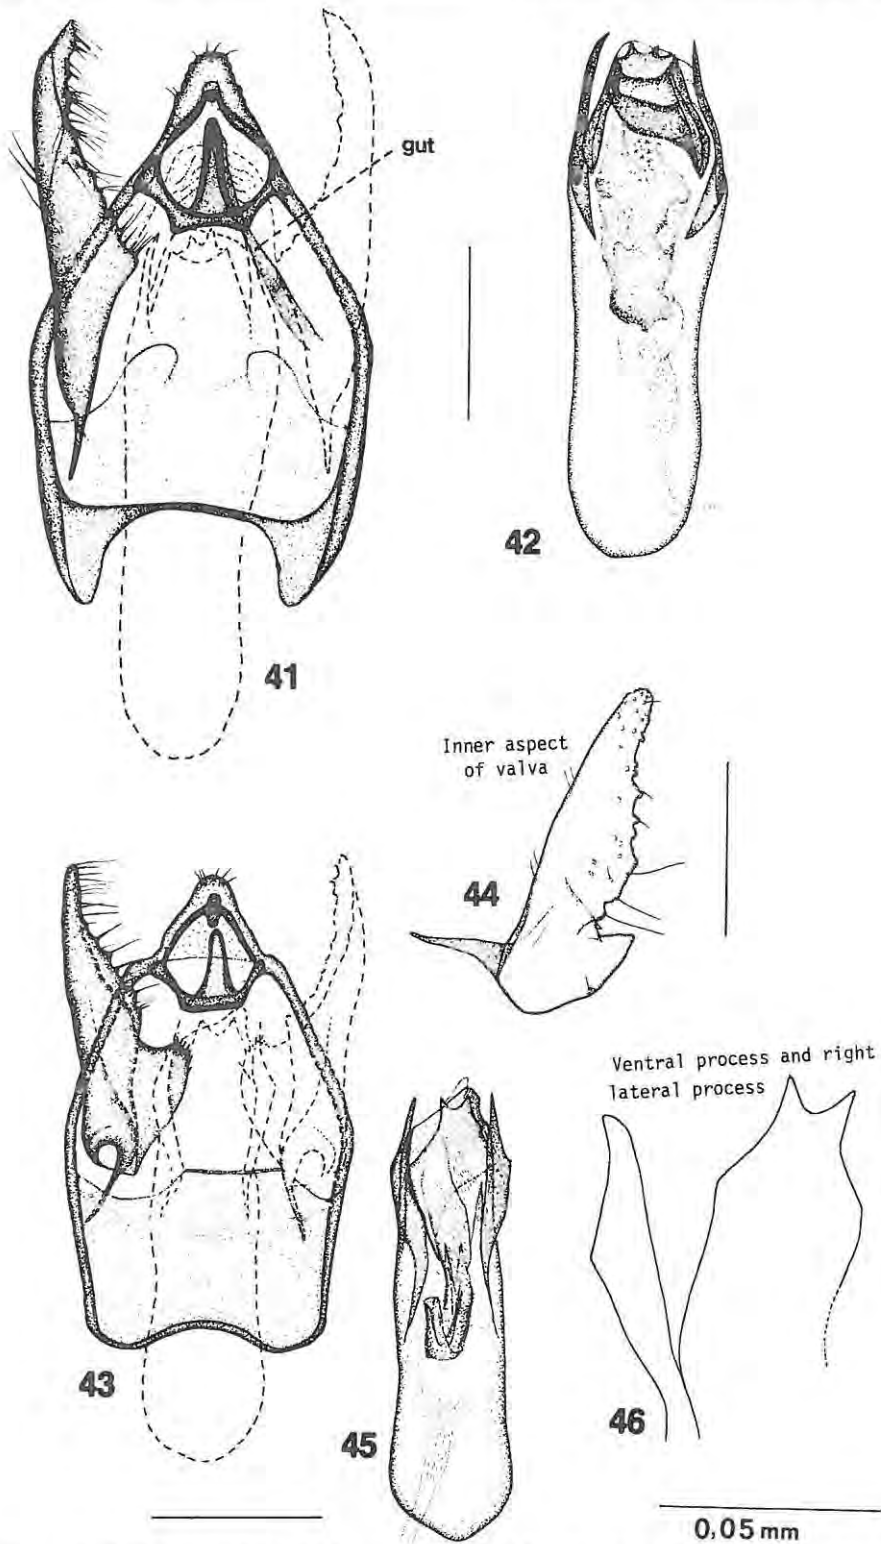 gut
42
41
Inner aspect
of valva
44
Ventral process and right
lateral process
43
45
46
0,05 mm